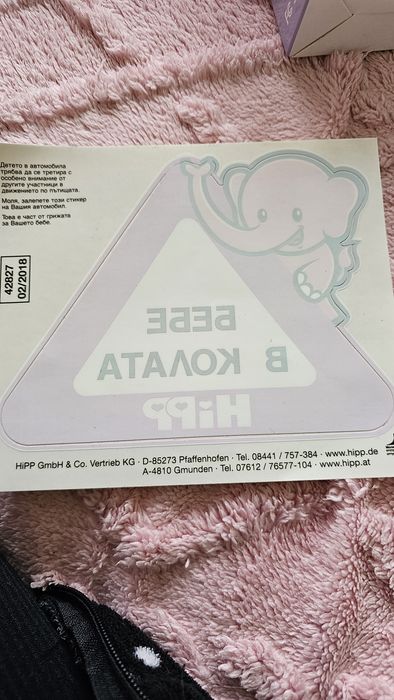 Детето в автомобила
трябва да се третира с
особено внимание от
другите участници в
движението по пътищата.
Моля, залепете този стикер
на Вашия автомобил.
Това е част от грижата
за Вашето бебе.
42827
02/2018
БЕБЕ
В КОЛАТА
HiPP
HiPP GmbH & Co. Vertrieb KG · D-85273 Pfaffenhofen · Tel. 08441 / 757-384 · www.hipp.de
A-4810 Gmunden · Tel. 07612 / 76577-104 · www.hipp.at